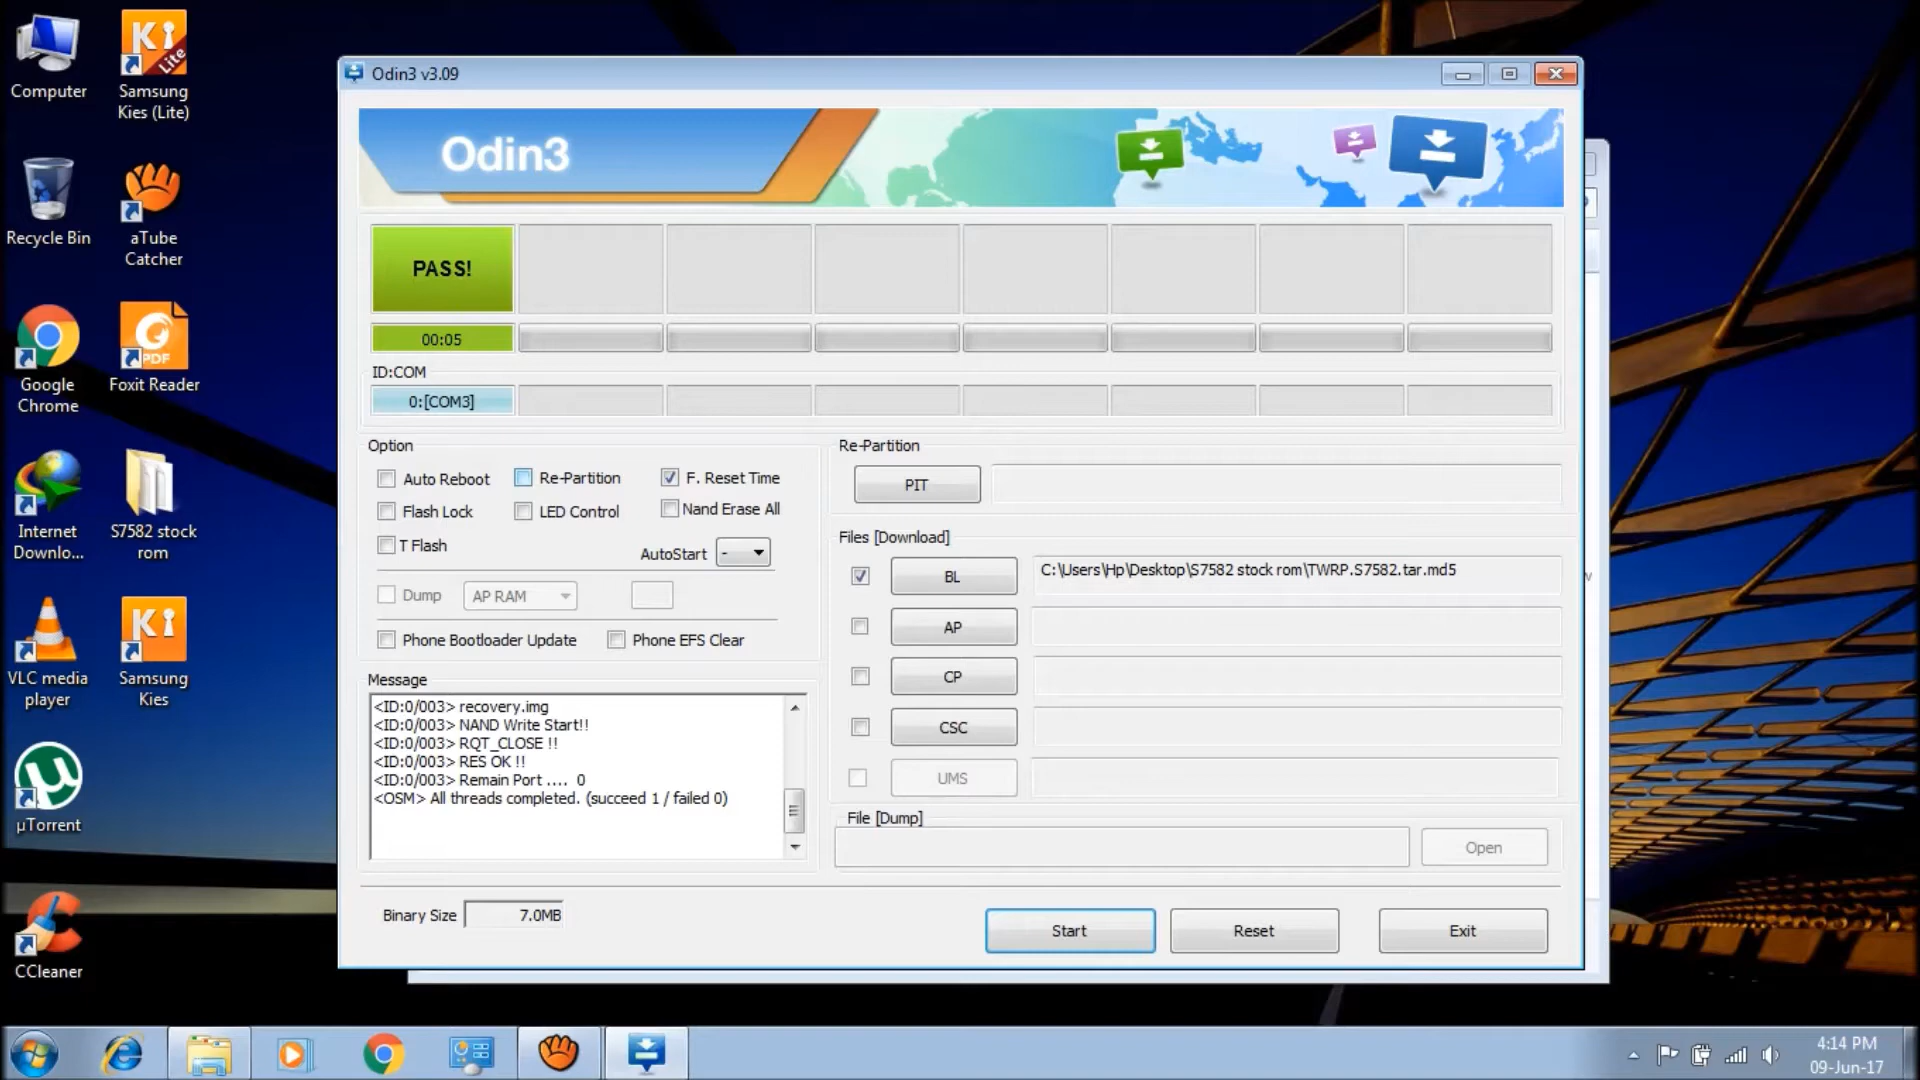 Computer
Ki
Lite
Samsung
Kies (Lite)
Recycle Bin
aTube
Catcher
Google
Chrome
PDF
Foxit Reader
Internet
Downlo...
S7582 stock
rom
VLC media
player
Ki
Samsung
Kies
µ
µTorrent
CCleaner
Odin3 v3.09
Odin3
PASS!
00:05
ID:COM
0:[COM3]
Option
Auto Reboot
Re-Partition
F. Reset Time
Flash Lock
LED Control
Nand Erase All
T Flash
AutoStart
-
Dump
AP RAM
Phone Bootloader Update
Phone EFS Clear
Message
<ID:0/003> recovery.img
<ID:0/003> NAND Write Start!!
<ID:0/003> RQT_CLOSE !!
<ID:0/003> RES OK !!
<ID:0/003> Remain Port .... 0
<OSM> All threads completed. (succeed 1 / failed 0)
Binary Size
7.0MB
Re-Partition
PIT
Files [Download]
BL
C:\Users\Hp\Desktop\S7582 stock rom\TWRP.S7582.tar.md5
AP
CP
CSC
UMS
File [Dump]
Open
Start
Reset
Exit
4:14 PM
09-Jun-17